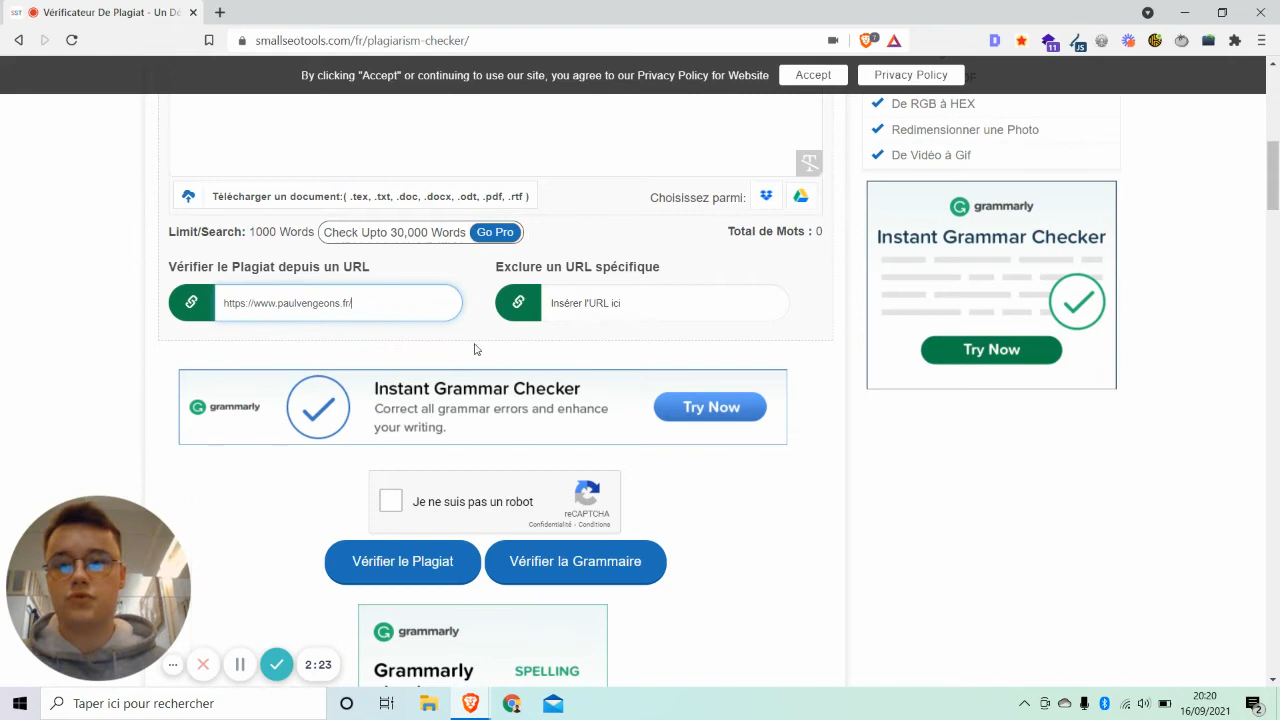 SST
Vérificateur De Plagiat - Un Do
smallseotools.com/fr/plagiarism-checker/
7
11
JS
By clicking "Accept" or continuing to use our site, you agree to our Privacy Policy for Website
Accept
Privacy Policy
De RGB à HEX
Redimensionner une Photo
De Vidéo à Gif
Télécharger un document:( .tex, .txt, .doc, .docx, .odt, .pdf, .rtf )
Choisissez parmi:
Limit/Search: 1000 Words
Check Upto 30,000 Words
Go Pro
Total de Mots : 0
Vérifier le Plagiat depuis un URL
Exclure un URL spécifique
https://www.paulvengeons.fr/
Insérer l'URL ici
grammarly
Instant Grammar Checker
Try Now
grammarly
Instant Grammar Checker
Correct all grammar errors and enhance
your writing.
Try Now
Je ne suis pas un robot
reCAPTCHA
Confidentialité - Conditions
Vérifier le Plagiat
Vérifier la Grammaire
grammarly
Grammarly
SPELLING
2:23
Taper ici pour rechercher
20:20
16/09/2021
2